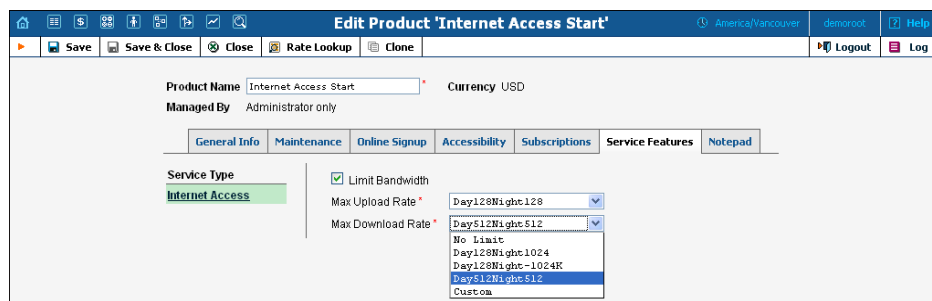 Edit Product 'Internet Access Start' America/Vancouver demoroot ? Help
Save Save & Close Close Rate Lookup Clone Logout Log
Product Name Internet Access Start * Currency USD
Managed By Administrator only
General Info Maintenance Online Signup Accessibility Subscriptions Service Features Notepad
Service Type
Internet Access
Limit Bandwidth
Max Upload Rate * Day128Night128
Max Download Rate * Day512Night512
No Limit
Day128Night1024
Day128Night-1024K
Day512Night512
Custom